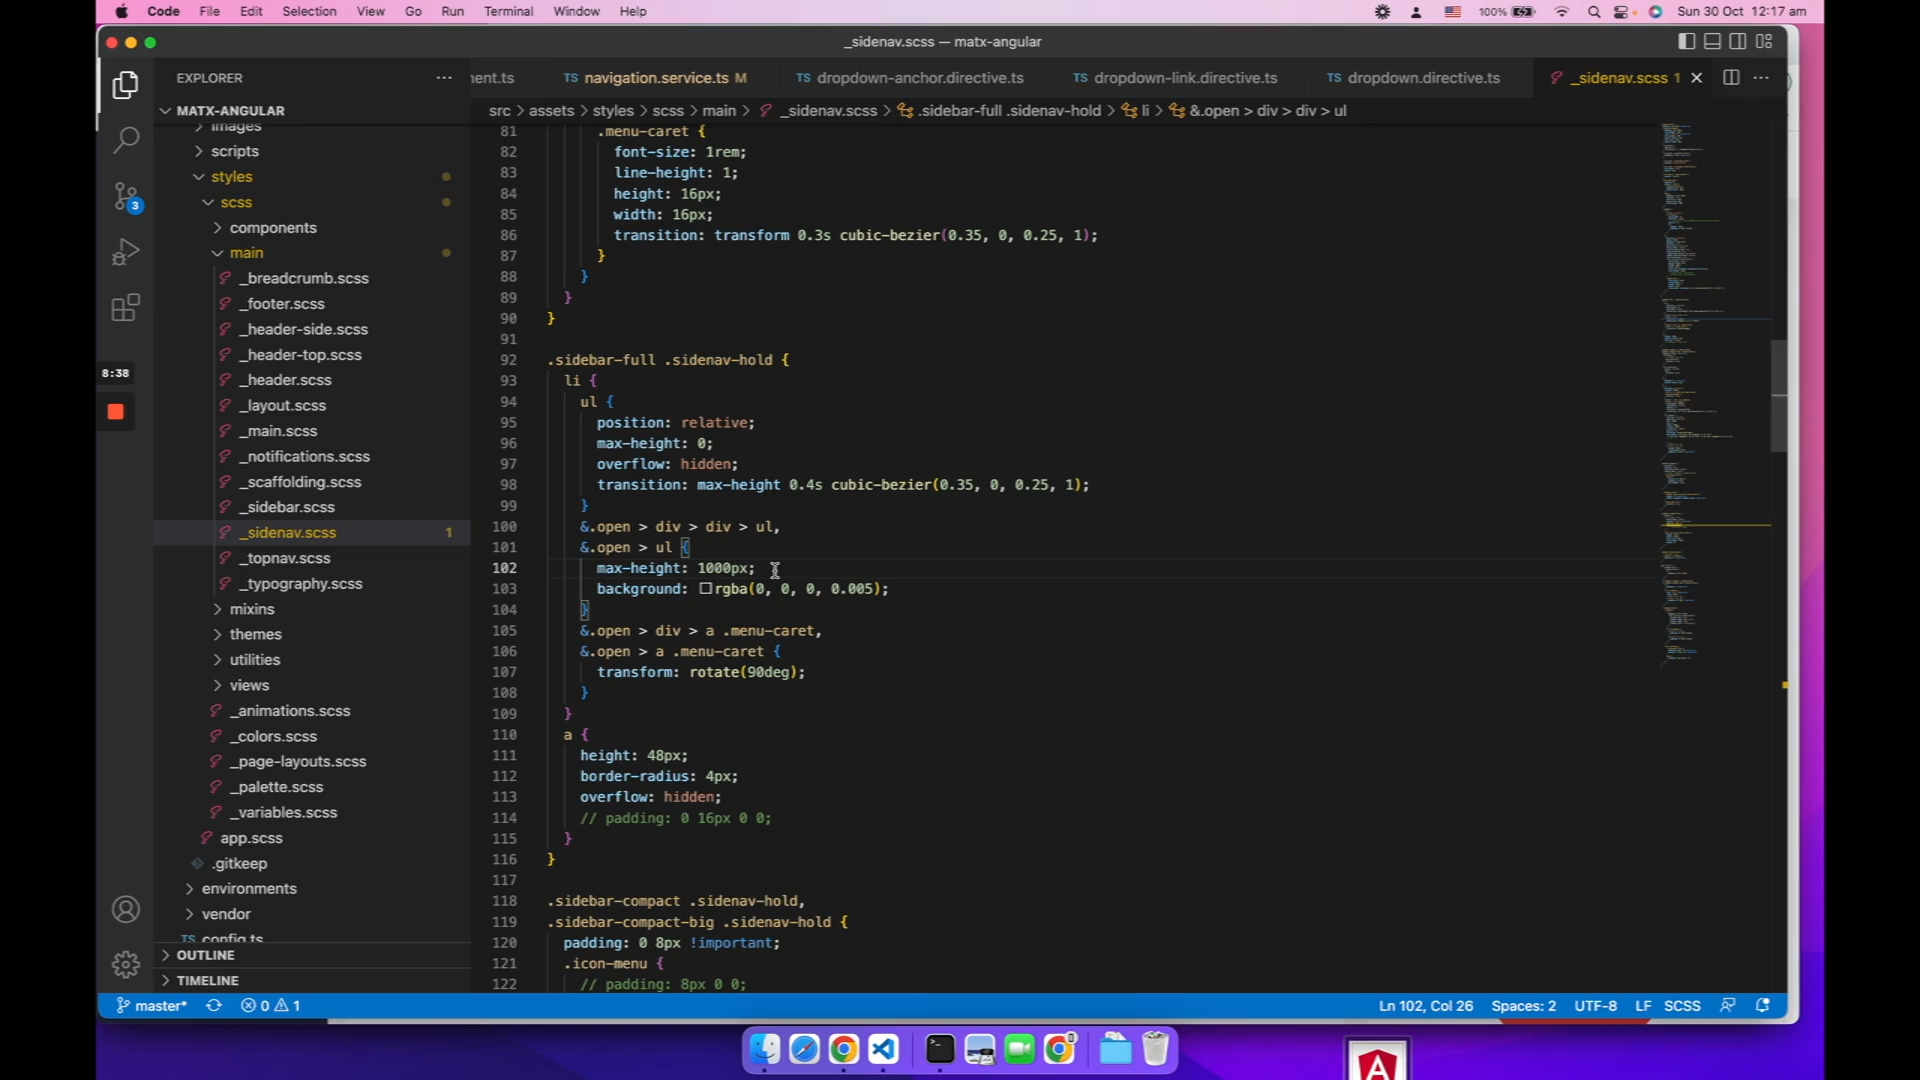 Code File Edit Selection View Go Run Terminal Window Help
100% Sun 30 Oct 12:17 am
_sidenav.scss — matx-angular
EXPLORER
nent.ts
TS navigation.service.ts M
TS dropdown-anchor.directive.ts
TS dropdown-link.directive.ts
TS dropdown.directive.ts
_sidenav.scss 1
src > assets > styles > scss > main > _sidenav.scss > .sidebar-full .sidenav-hold > li > &.open > div > div > ul
MATX-ANGULAR
images
scripts
styles
scss
components
main
_breadcrumb.scss
_footer.scss
_header-side.scss
_header-top.scss
_header.scss
_layout.scss
_main.scss
_notifications.scss
_scaffolding.scss
_sidebar.scss
_sidenav.scss 1
_topnav.scss
_typography.scss
mixins
themes
utilities
views
_animations.scss
_colors.scss
_page-layouts.scss
_palette.scss
_variables.scss
app.scss
.gitkeep
environments
vendor
TS config.ts
OUTLINE
TIMELINE
3
8:38
81 .menu-caret {
82 font-size: 1rem;
83 line-height: 1;
84 height: 16px;
85 width: 16px;
86 transition: transform 0.3s cubic-bezier(0.35, 0, 0.25, 1);
87 }
88 }
89 }
90 }
91
92 .sidebar-full .sidenav-hold {
93 li {
94 ul {
95 position: relative;
96 max-height: 0;
97 overflow: hidden;
98 transition: max-height 0.4s cubic-bezier(0.35, 0, 0.25, 1);
99 }
100 &.open > div > div > ul,
101 &.open > ul {
102 max-height: 1000px;
103 background: rgba(0, 0, 0, 0.005);
104 }
105 &.open > div > a .menu-caret,
106 &.open > a .menu-caret {
107 transform: rotate(90deg);
108 }
109 }
110 a {
111 height: 48px;
112 border-radius: 4px;
113 overflow: hidden;
114 // padding: 0 16px 0 0;
115 }
116 }
117
118 .sidebar-compact .sidenav-hold,
119 .sidebar-compact-big .sidenav-hold {
120 padding: 0 8px !important;
121 .icon-menu {
122 // padding: 8px 0 0;
master* 0 1
Ln 102, Col 26 Spaces: 2 UTF-8 LF SCSS